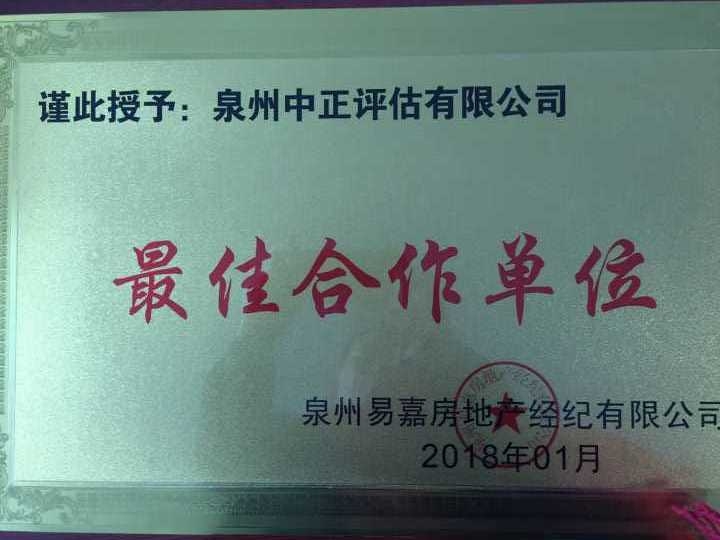 谨此授予：泉州中正评估有限公司
最佳合作单位
泉州易嘉房地产经纪有限公司
2018年01月